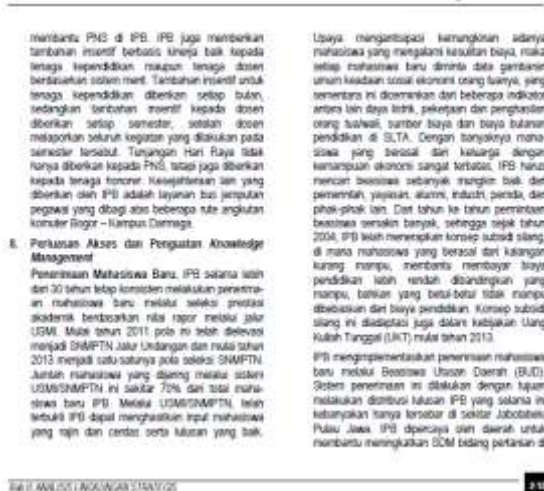 membantu PNS di IPB. IPB juga memberikan
tambahan insentif berbasis kinerja baik kepada
tenaga kependidikan maupun tenaga dosen
berdasarkan sistem merit. Tambahan insentif untuk
tenaga kependidikan diberikan setiap bulan,
sedangkan tambahan insentif kepada dosen
diberikan setiap semester, setelah dosen
melaporkan seluruh kegiatan yang dilakukan pada
semester tersebut. Tunjangan Hari Raya tidak
hanya diberikan kepada PNS, tetapi juga diberikan
kepada tenaga honorer. Kesejahteraan lain yang
diberikan oleh IPB adalah layanan bus jemputan
pegawai yang dibagi atas beberapa rute angkutan
komuter Bogor – Kampus Darmaga.
8. Perluasan Akses dan Penguatan Knowledge
Management
Penerimaan Mahasiswa Baru. IPB selama lebih
dari 30 tahun tetap konsisten melakukan penerima-
an mahasiswa baru melalui seleksi prestasi
akademik berdasarkan nilai rapor melalui jalur
USMI. Mulai tahun 2011 pola ini telah dielevasi
menjadi SNMPTN Jalur Undangan dan mulai tahun
2013 menjadi satu-satunya pola seleksi SNMPTN.
Jumlah mahasiswa yang dijaring melalui sistem
USMI/SNMPTN ini sekitar 70% dari total maha-
siswa baru IPB. Melalui USMI/SNMPTN, telah
terbukti IPB dapat menghasilkan input mahasiswa
yang rajin dan cerdas serta lulusan yang baik.
Upaya mengantisipasi kemungkinan adanya
mahasiswa yang mengalami kesulitan biaya, maka
setiap mahasiswa baru diminta data gambaran
umum keadaan sosial ekonomi orang tuanya, yang
sementara ini dicerminkan dari beberapa indikator
antara lain daya listrik, pekerjaan dan penghasilan
orang tua/wali, sumber biaya dan biaya bulanan
pendidikan di SLTA. Dengan banyaknya maha-
siswa yang berasal dari keluarga dengan
kemampuan ekonomi sangat terbatas, IPB harus
mencari beasiswa sebanyak mungkin baik dari
pemerintah, yayasan, alumni, industri, pemda, dan
pihak-pihak lain. Dari tahun ke tahun permintaan
beasiswa semakin banyak, sehingga sejak tahun
2004, IPB telah menerapkan konsep subsidi silang,
di mana mahasiswa yang berasal dari kalangan
kurang mampu, membantu membayar biaya
pendidikan lebih rendah dibandingkan yang
mampu, bahkan yang betul-betul tidak mampu
dibebaskan dari biaya pendidikan. Konsep subsidi
silang ini diadaptasi juga dalam kebijakan Uang
Kuliah Tunggal (UKT) mulai tahun 2013.
IPB mengimplementasikan penerimaan mahasiswa
baru melalui Beasiswa Utusan Daerah (BUD).
Sistem penerimaan ini dilakukan dengan tujuan
melakukan distribusi lulusan IPB yang selama ini
kebanyakan hanya tersebar di sekitar Jabotabek
Pulau Jawa. IPB dipercaya oleh daerah untuk
membantu meningkatkan SDM bidang pertanian di
Bab II. ANALISIS LINGKUNGAN STRATEGIS